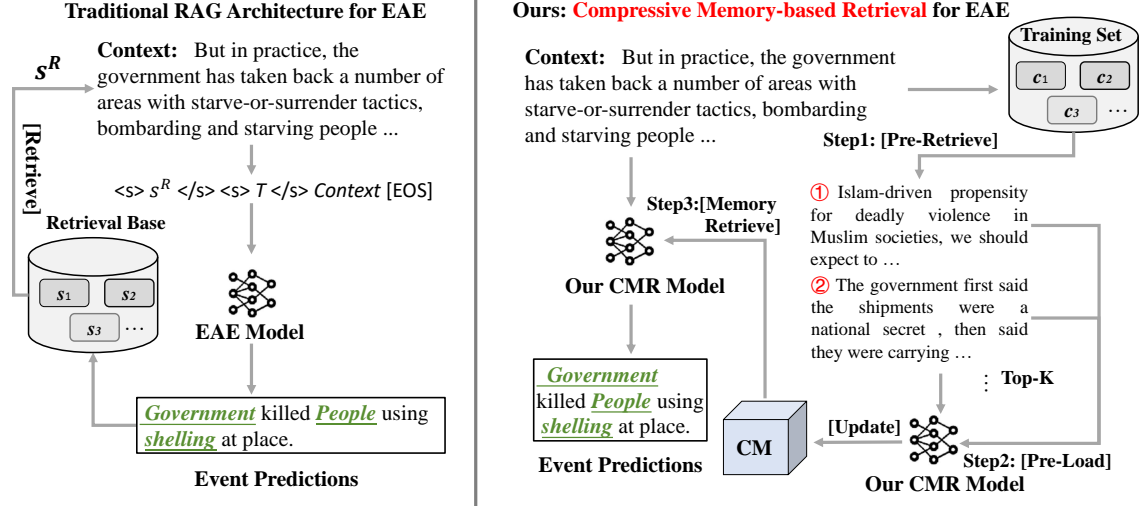 Traditional RAG Architecture for EAE
Context: But in practice, the
government has taken back a number of
areas with starve-or-surrender tactics,
bombarding and starving people ...
s^R
[Retrieve]
<s> s^R </s> <s> T </s> Context [EOS]
Retrieval Base
s1 s2
s3 ...
EAE Model
Government killed People using
shelling at place.
Event Predictions
Ours: Compressive Memory-based Retrieval for EAE
Context: But in practice, the government
has taken back a number of areas with
starve-or-surrender tactics, bombarding
and starving people ...
Training Set
c1 c2
c3 ...
Step1: [Pre-Retrieve]
① Islam-driven propensity
for deadly violence in
Muslim societies, we should
expect to …
② The government first said
the shipments were a
national secret , then said
they were carrying …
⋮ Top-K
Step2: [Pre-Load]
Our CMR Model
[Update]
CM
Step3:[Memory
Retrieve]
Our CMR Model
Government
killed People using
shelling at place.
Event Predictions